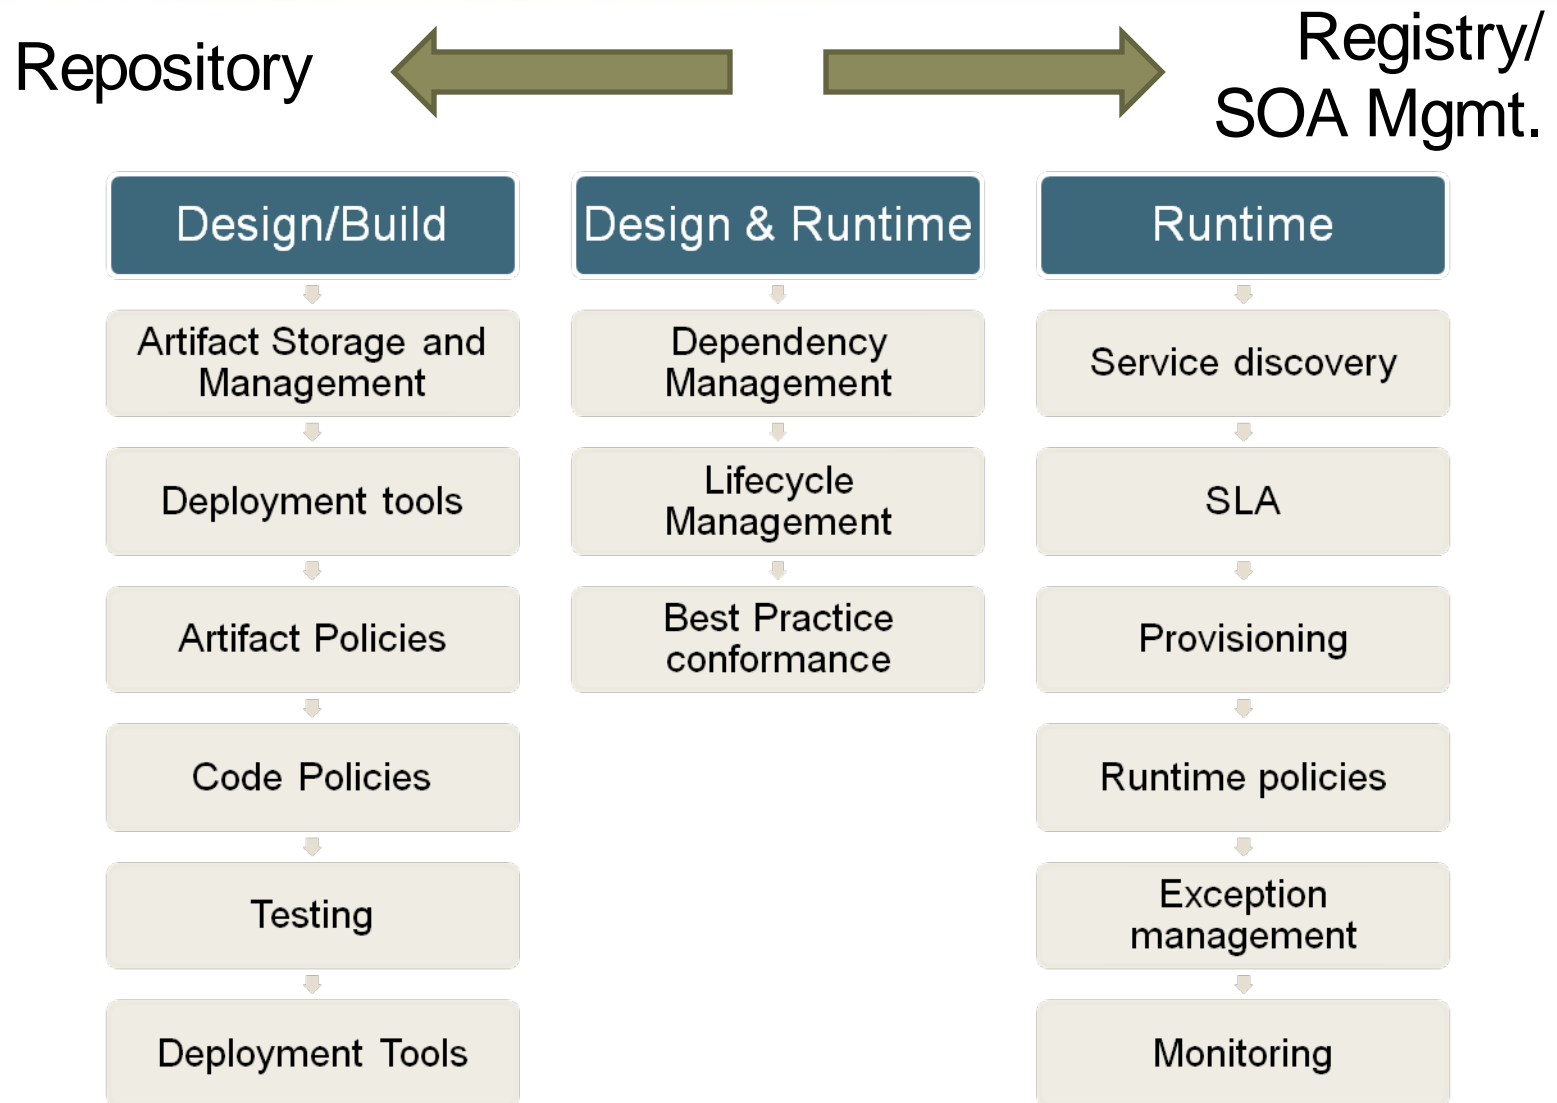 Repository
Registry/
SOA Mgmt.
Design/Build
Artifact Storage and
Management
Deployment tools
Artifact Policies
Code Policies
Testing
Deployment Tools
Design & Runtime
Dependency
Management
Lifecycle
Management
Best Practice
conformance
Runtime
Service discovery
SLA
Provisioning
Runtime policies
Exception
management
Monitoring